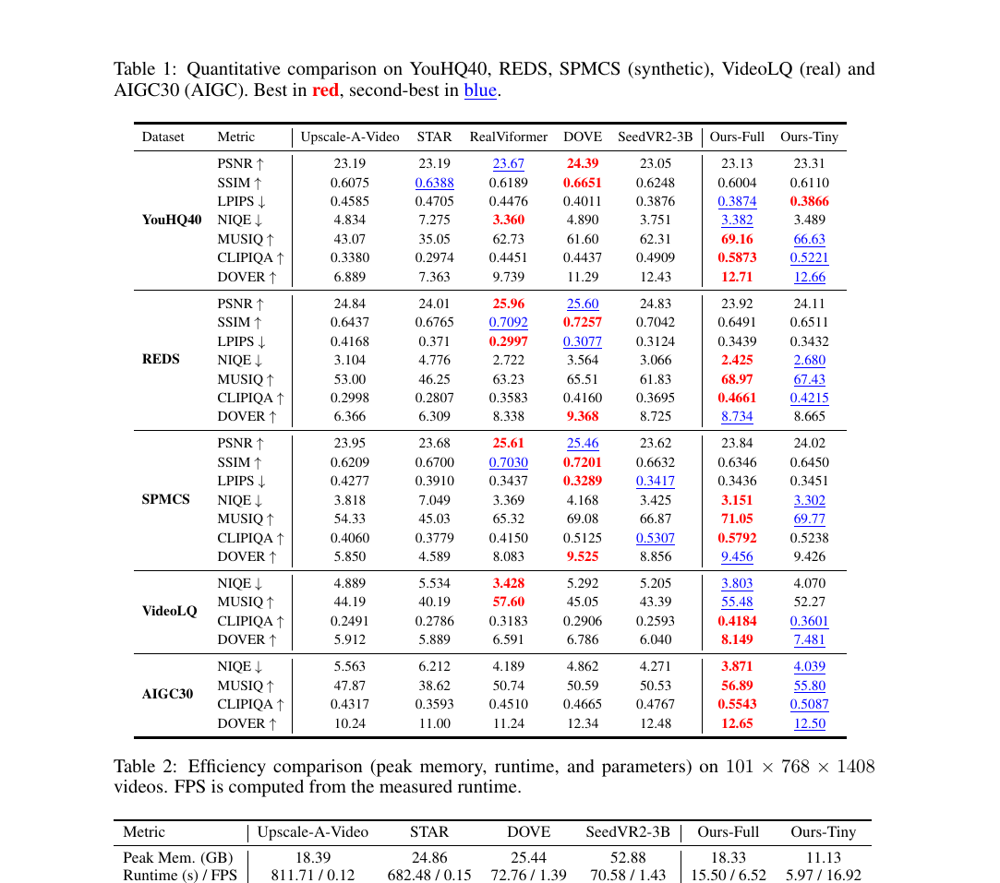 Table 1: Quantitative comparison on YouHQ40, REDS, SPMCS (synthetic), VideoLQ (real) and
AIGC30 (AIGC). Best in red, second-best in blue.
Dataset Metric Upscale-A-Video STAR RealViformer DOVE SeedVR2-3B Ours-Full Ours-Tiny
PSNR ↑ 23.19 23.19 23.67 24.39 23.05 23.13 23.31
SSIM ↑ 0.6075 0.6388 0.6189 0.6651 0.6248 0.6004 0.6110
LPIPS ↓ 0.4585 0.4705 0.4476 0.4011 0.3876 0.3874 0.3866
YouHQ40 NIQE ↓ 4.834 7.275 3.360 4.890 3.751 3.382 3.489
MUSIQ ↑ 43.07 35.05 62.73 61.60 62.31 69.16 66.63
CLIPIQA ↑ 0.3380 0.2974 0.4451 0.4437 0.4909 0.5873 0.5221
DOVER ↑ 6.889 7.363 9.739 11.29 12.43 12.71 12.66
PSNR ↑ 24.84 24.01 25.96 25.60 24.83 23.92 24.11
SSIM ↑ 0.6437 0.6765 0.7092 0.7257 0.7042 0.6491 0.6511
LPIPS ↓ 0.4168 0.371 0.2997 0.3077 0.3124 0.3439 0.3432
REDS NIQE ↓ 3.104 4.776 2.722 3.564 3.066 2.425 2.680
MUSIQ ↑ 53.00 46.25 63.23 65.51 61.83 68.97 67.43
CLIPIQA ↑ 0.2998 0.2807 0.3583 0.4160 0.3695 0.4661 0.4215
DOVER ↑ 6.366 6.309 8.338 9.368 8.725 8.734 8.665
PSNR ↑ 23.95 23.68 25.61 25.46 23.62 23.84 24.02
SSIM ↑ 0.6209 0.6700 0.7030 0.7201 0.6632 0.6346 0.6450
LPIPS ↓ 0.4277 0.3910 0.3437 0.3289 0.3417 0.3436 0.3451
SPMCS NIQE ↓ 3.818 7.049 3.369 4.168 3.425 3.151 3.302
MUSIQ ↑ 54.33 45.03 65.32 69.08 66.87 71.05 69.77
CLIPIQA ↑ 0.4060 0.3779 0.4150 0.5125 0.5307 0.5792 0.5238
DOVER ↑ 5.850 4.589 8.083 9.525 8.856 9.456 9.426
NIQE ↓ 4.889 5.534 3.428 5.292 5.205 3.803 4.070
VideoLQ MUSIQ ↑ 44.19 40.19 57.60 45.05 43.39 55.48 52.27
CLIPIQA ↑ 0.2491 0.2786 0.3183 0.2906 0.2593 0.4184 0.3601
DOVER ↑ 5.912 5.889 6.591 6.786 6.040 8.149 7.481
NIQE ↓ 5.563 6.212 4.189 4.862 4.271 3.871 4.039
AIGC30 MUSIQ ↑ 47.87 38.62 50.74 50.59 50.53 56.89 55.80
CLIPIQA ↑ 0.4317 0.3593 0.4510 0.4665 0.4767 0.5543 0.5087
DOVER ↑ 10.24 11.00 11.24 12.34 12.48 12.65 12.50
Table 2: Efficiency comparison (peak memory, runtime, and parameters) on 101 × 768 × 1408
videos. FPS is computed from the measured runtime.
Metric Upscale-A-Video STAR DOVE SeedVR2-3B Ours-Full Ours-Tiny
Peak Mem. (GB) 18.39 24.86 25.44 52.88 18.33 11.13
Runtime (s) / FPS 811.71 / 0.12 682.48 / 0.15 72.76 / 1.39 70.58 / 1.43 15.50 / 6.52 5.97 / 16.92